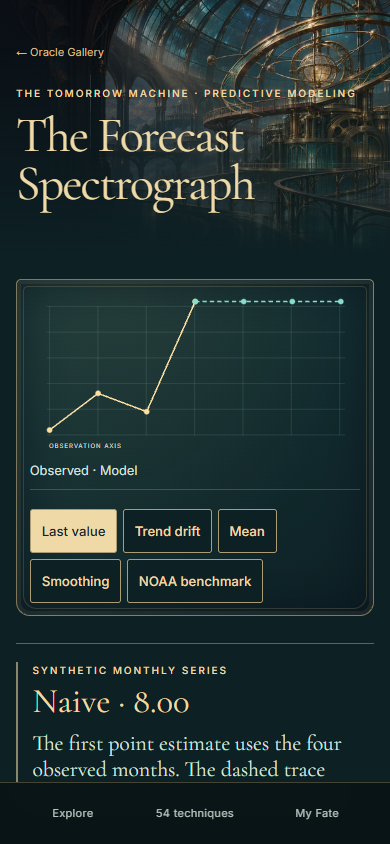 ← Oracle Gallery
THE TOMORROW MACHINE · PREDICTIVE MODELING
The Forecast
Spectrograph
OBSERVATION AXIS
Observed · Model
Last value
Trend drift
Mean
Smoothing
NOAA benchmark
SYNTHETIC MONTHLY SERIES
Naive · 8.00
The first point estimate uses the four
observed months. The dashed trace
Explore
54 techniques
My Fate